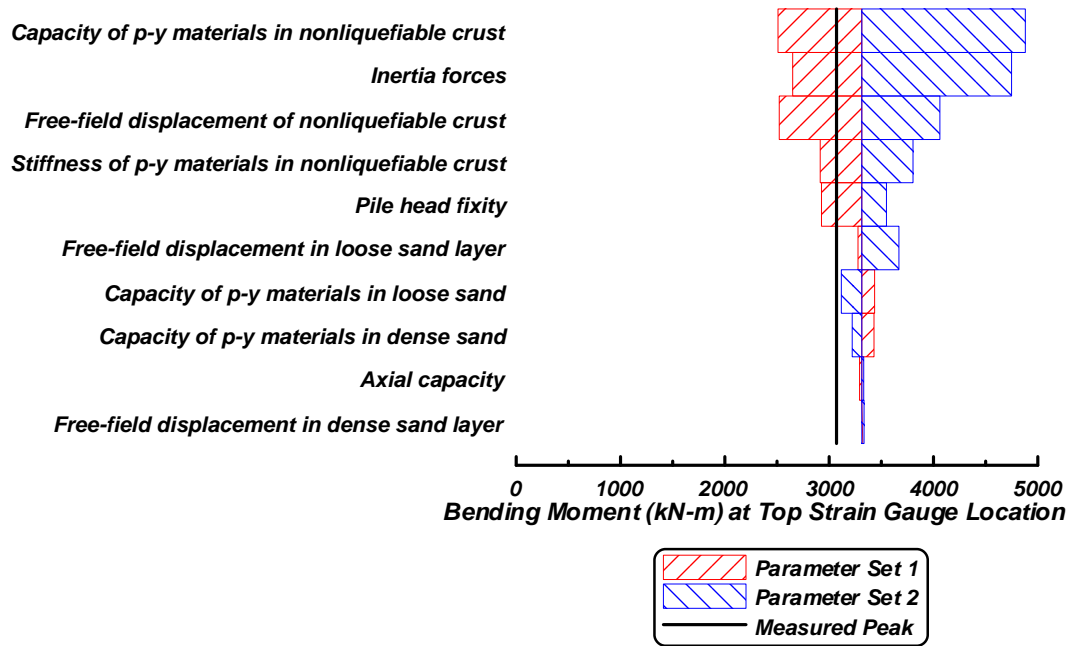 Capacity of p-y materials in nonliquefiable crust
Inertia forces
Free-field displacement of nonliquefiable crust
Stiffness of p-y materials in nonliquefiable crust
Pile head fixity
Free-field displacement in loose sand layer
Capacity of p-y materials in loose sand
Capacity of p-y materials in dense sand
Axial capacity
Free-field displacement in dense sand layer
0 1000 2000 3000 4000 5000
Bending Moment (kN-m) at Top Strain Gauge Location
Parameter Set 1
Parameter Set 2
Measured Peak